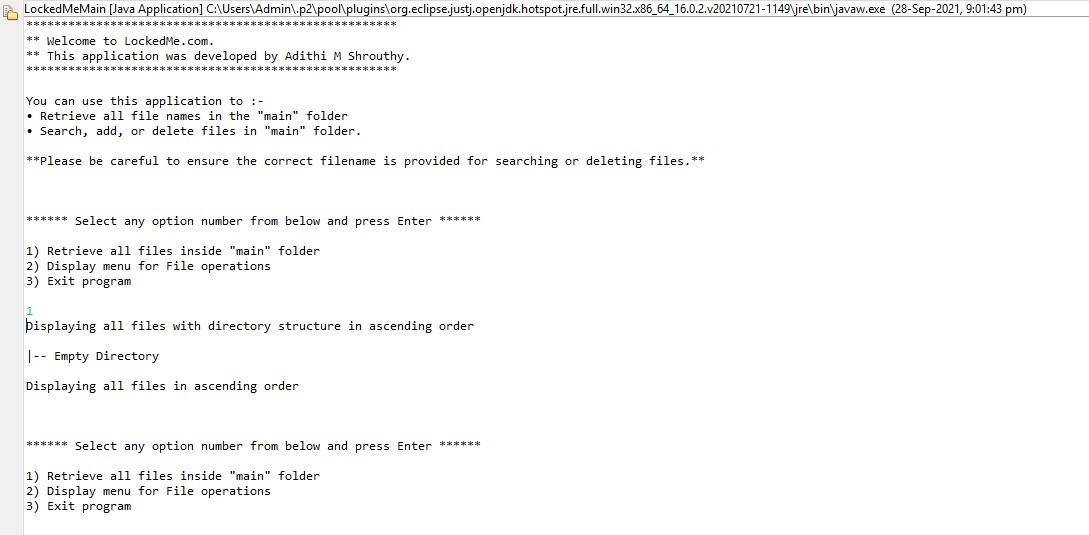 LockedMeMain [Java Application] C:\Users\Admin\.p2\pool\plugins\org.eclipse.justj.openjdk.hotspot.jre.full.win32.x86_64_16.0.2.v20210721-1149\jre\bin\javaw.exe (28-Sep-2021, 9:01:43 pm)
*****************************************************
** Welcome to LockedMe.com.
** This application was developed by Adithi M Shrouthy.
*****************************************************
You can use this application to :-
• Retrieve all file names in the "main" folder
• Search, add, or delete files in "main" folder.
**Please be careful to ensure the correct filename is provided for searching or deleting files.**
****** Select any option number from below and press Enter ******
1) Retrieve all files inside "main" folder
2) Display menu for File operations
3) Exit program
1
Displaying all files with directory structure in ascending order
|-- Empty Directory
Displaying all files in ascending order
****** Select any option number from below and press Enter ******
1) Retrieve all files inside "main" folder
2) Display menu for File operations
3) Exit program